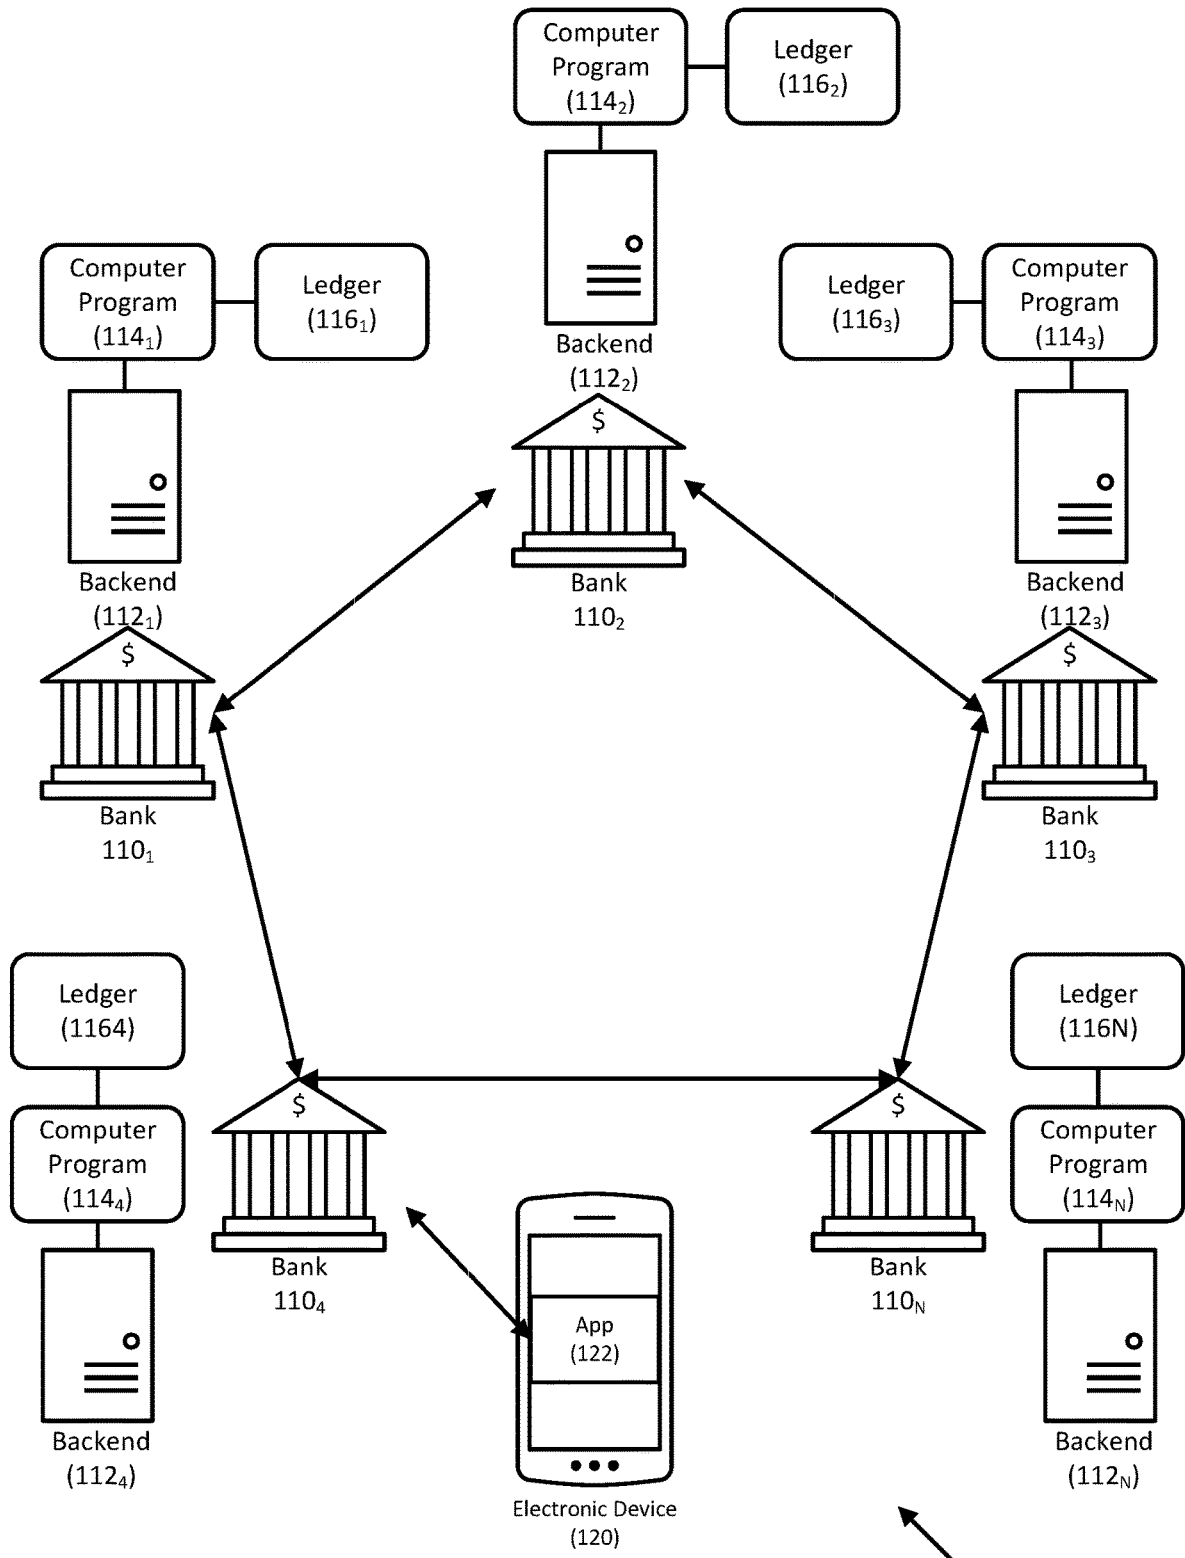 Computer
Program
(114₂)
Ledger
(116₂)
Backend
(112₂)
$
Bank
110₂
Computer
Program
(114₁)
Ledger
(116₁)
Backend
(112₁)
$
Bank
110₁
Ledger
(116₃)
Computer
Program
(114₃)
Backend
(112₃)
$
Bank
110₃
Ledger
(1164)
Computer
Program
(114₄)
Backend
(112₄)
$
Bank
110₄
App
(122)
Electronic Device
(120)
$
Bank
110N
Ledger
(116N)
Computer
Program
(114N)
Backend
(112N)